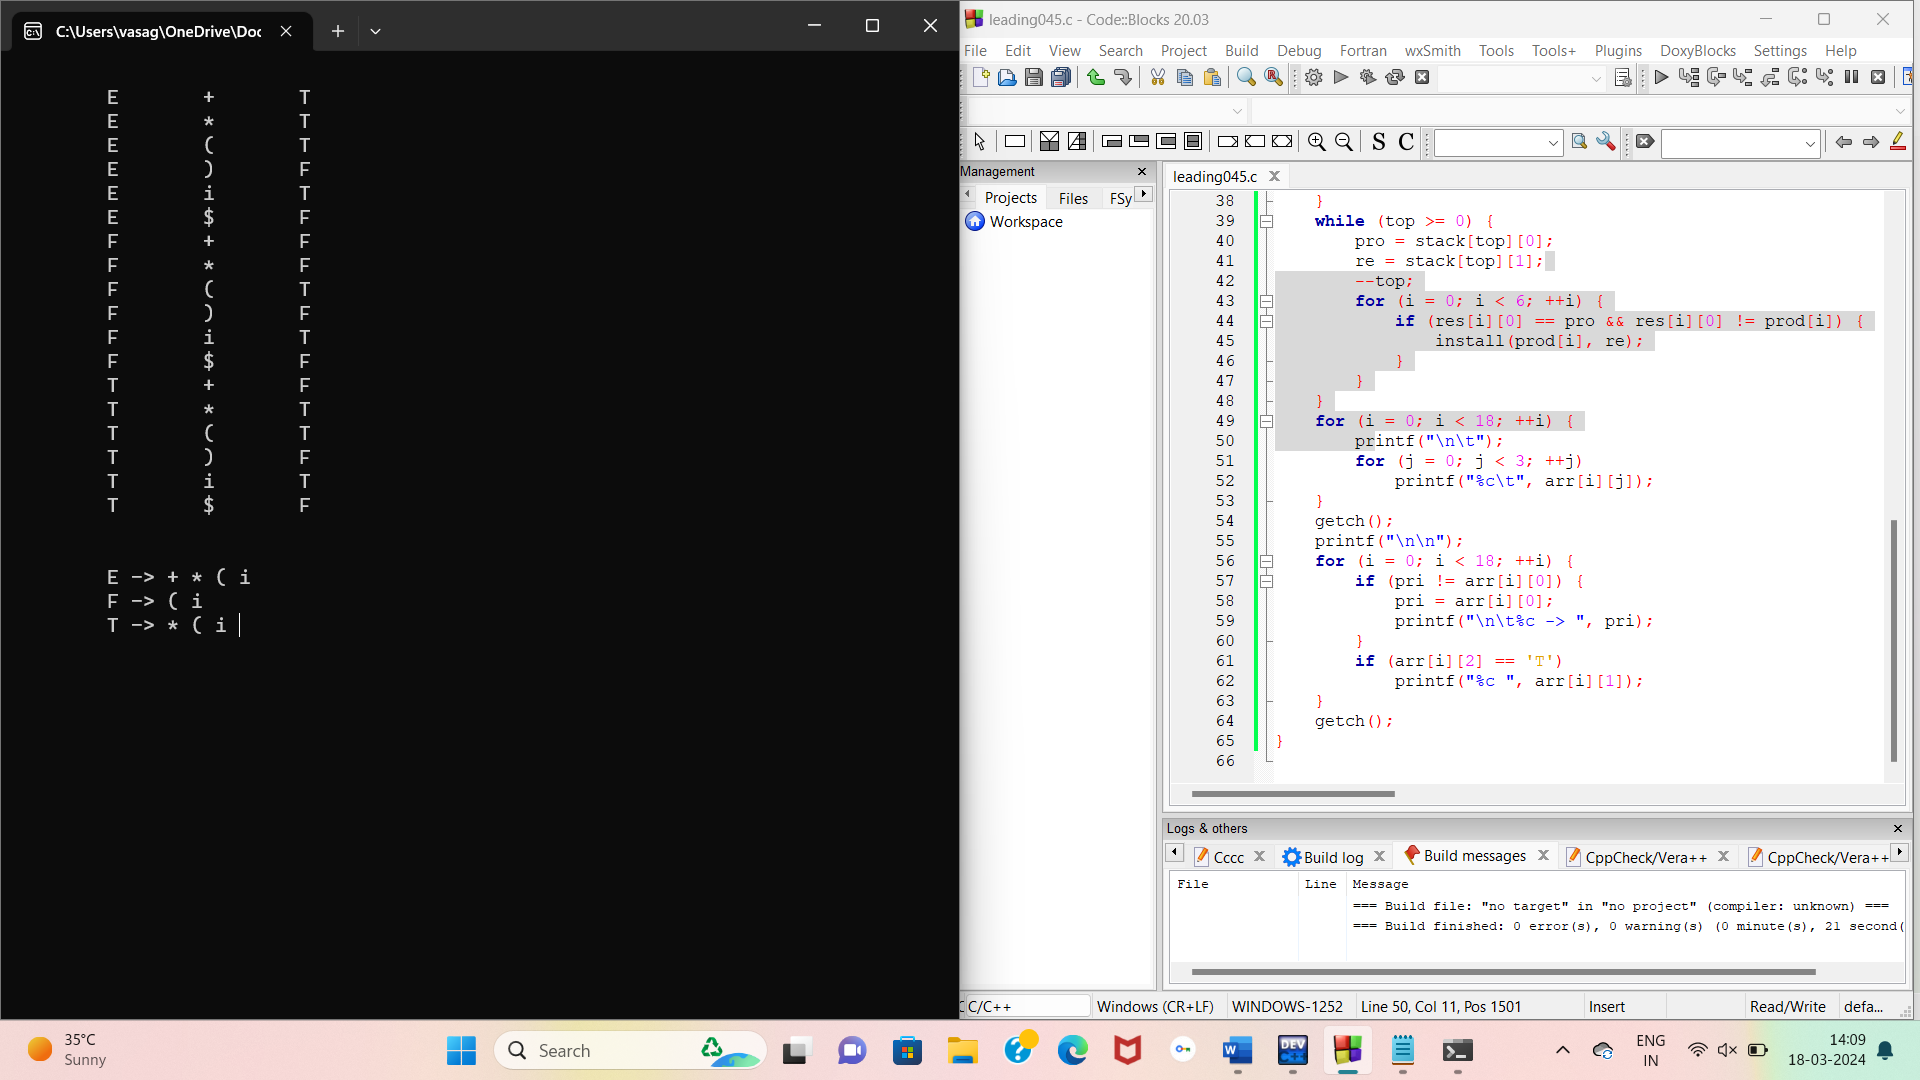 C:\Users\vasag\OneDrive\Doc
E + T
E * T
E ( T
E ) F
E i T
E $ F
F + F
F * F
F ( T
F ) F
F i T
F $ F
T + F
T * T
T ( T
T ) F
T i T
T $ F
E -> + * ( i
F -> ( i
T -> * ( i
leading045.c - Code::Blocks 20.03
File Edit View Search Project Build Debug Fortran wxSmith Tools Tools+ Plugins DoxyBlocks Settings Help
S C
Management
Projects Files FSy
Workspace
leading045.c
38 }
39 while (top >= 0) {
40 pro = stack[top][0];
41 re = stack[top][1];
42 --top;
43 for (i = 0; i < 6; ++i) {
44 if (res[i][0] == pro && res[i][0] != prod[i]) {
45 install(prod[i], re);
46 }
47 }
48 }
49 for (i = 0; i < 18; ++i) {
50 printf("\n\t");
51 for (j = 0; j < 3; ++j)
52 printf("%c\t", arr[i][j]);
53 }
54 getch();
55 printf("\n\n");
56 for (i = 0; i < 18; ++i) {
57 if (pri != arr[i][0]) {
58 pri = arr[i][0];
59 printf("\n\t%c -> ", pri);
60 }
61 if (arr[i][2] == 'T')
62 printf("%c ", arr[i][1]);
63 }
64 getch();
65 }
66
Logs & others
Cccc Build log Build messages CppCheck/Vera++ CppCheck/Vera++
File Line Message
=== Build file: "no target" in "no project" (compiler: unknown) ===
=== Build finished: 0 error(s), 0 warning(s) (0 minute(s), 21 second(
C/C++ Windows (CR+LF) WINDOWS-1252 Line 50, Col 11, Pos 1501 Insert Read/Write defa...
35°C
Sunny
Search
DEV
ENG
IN
14:09
18-03-2024